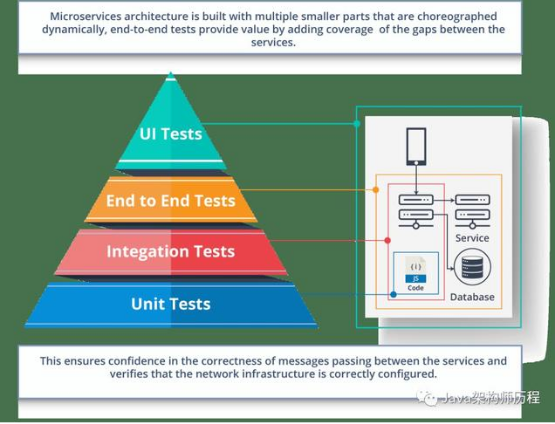 Microservices architecture is built with multiple smaller parts that are choreographed
dynamically, end-to-end tests provide value by adding coverage of the gaps between the
services.
UI Tests
End to End Tests
Integation Tests
Unit Tests
Service
{()}
JS
Code
Database
This ensures confidence in the correctness of messages passing between the services and
verifies that the network infrastructure is correctly configured.
Java架构师历程